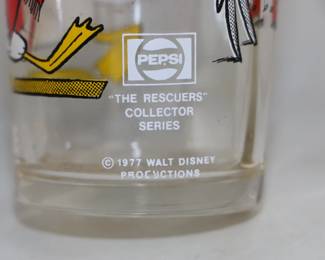 PEPSI
"THE RESCUERS"
COLLECTOR
SERIES
© 1977 WALT DISNEY
PRODUCTIONS